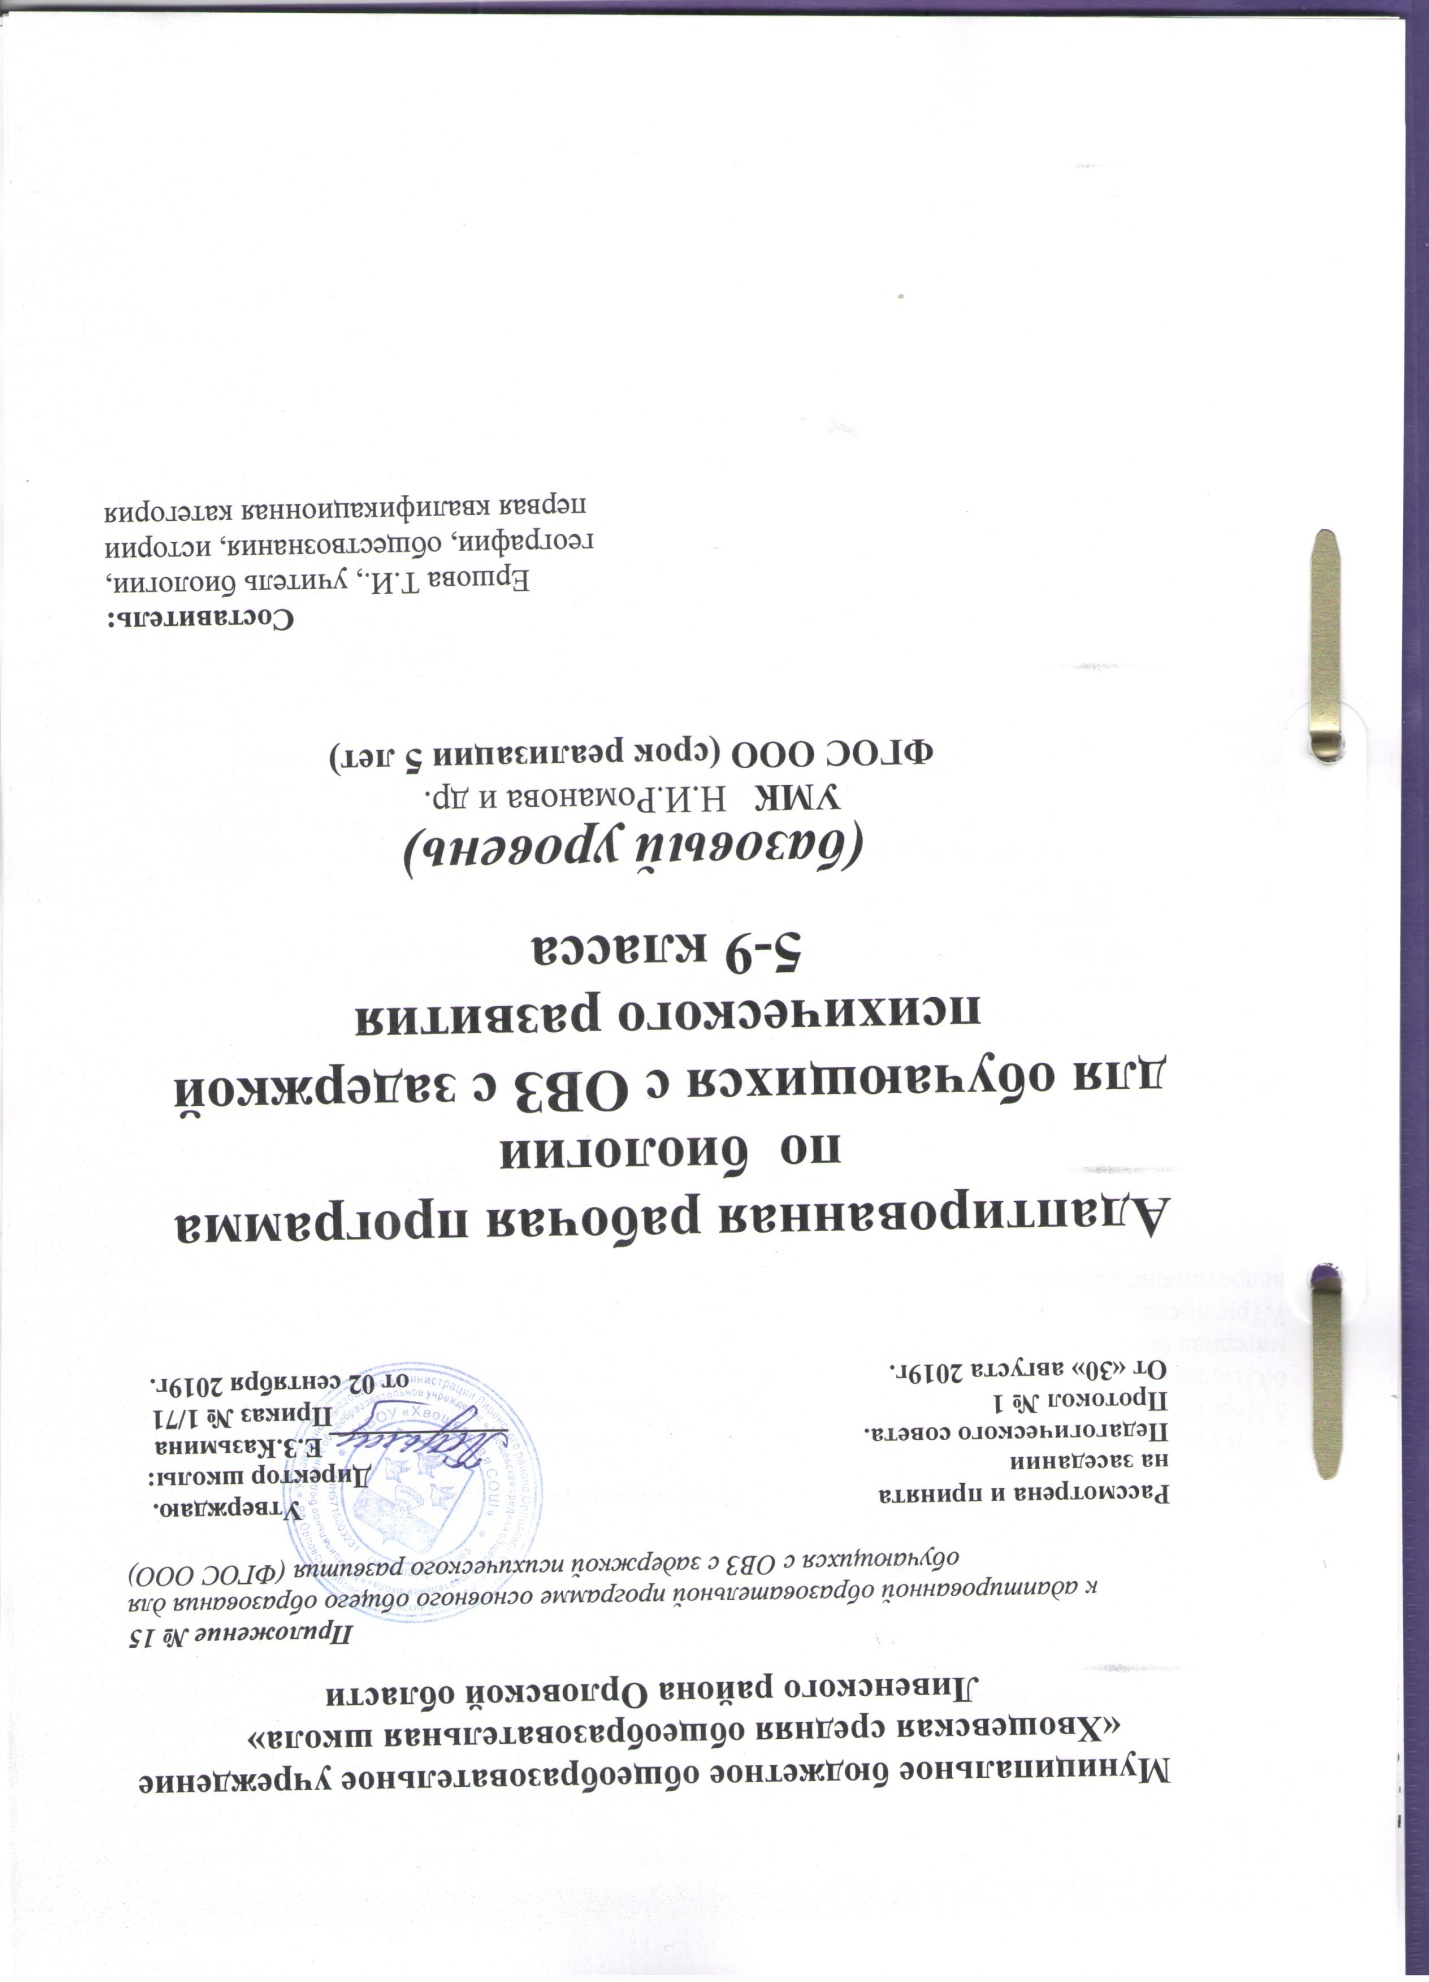 Муниципальное бюджетное общеобразовательное учреждение
«Хвощевская средняя общеобразовательная школа»
Ливенского района Орловской области
Приложение № 15
к адаптированной образовательной программе основного общего образования для
обучающихся с ОВЗ с задержкой психического развития (ФГОС ООО)
Рассмотрена и принята
на заседании
Педагогического совета.
Протокол № 1
От «30» августа 2019г.
Утверждаю.
Директор школы:
Е.З.Казьмина
Приказ № 1/71
от 02 сентября 2019г.
Адаптированная рабочая программа
по биологии
для обучающихся с ОВЗ с задержкой
психического развития
5-9 класса
(базовый уровень)
УМК Н.И.Романова и др.
ФГОС ООО (срок реализации 5 лет)
Составитель:
Ершова Т.И., учитель биологии,
географии, обществознания, истории
первая квалификационная категория